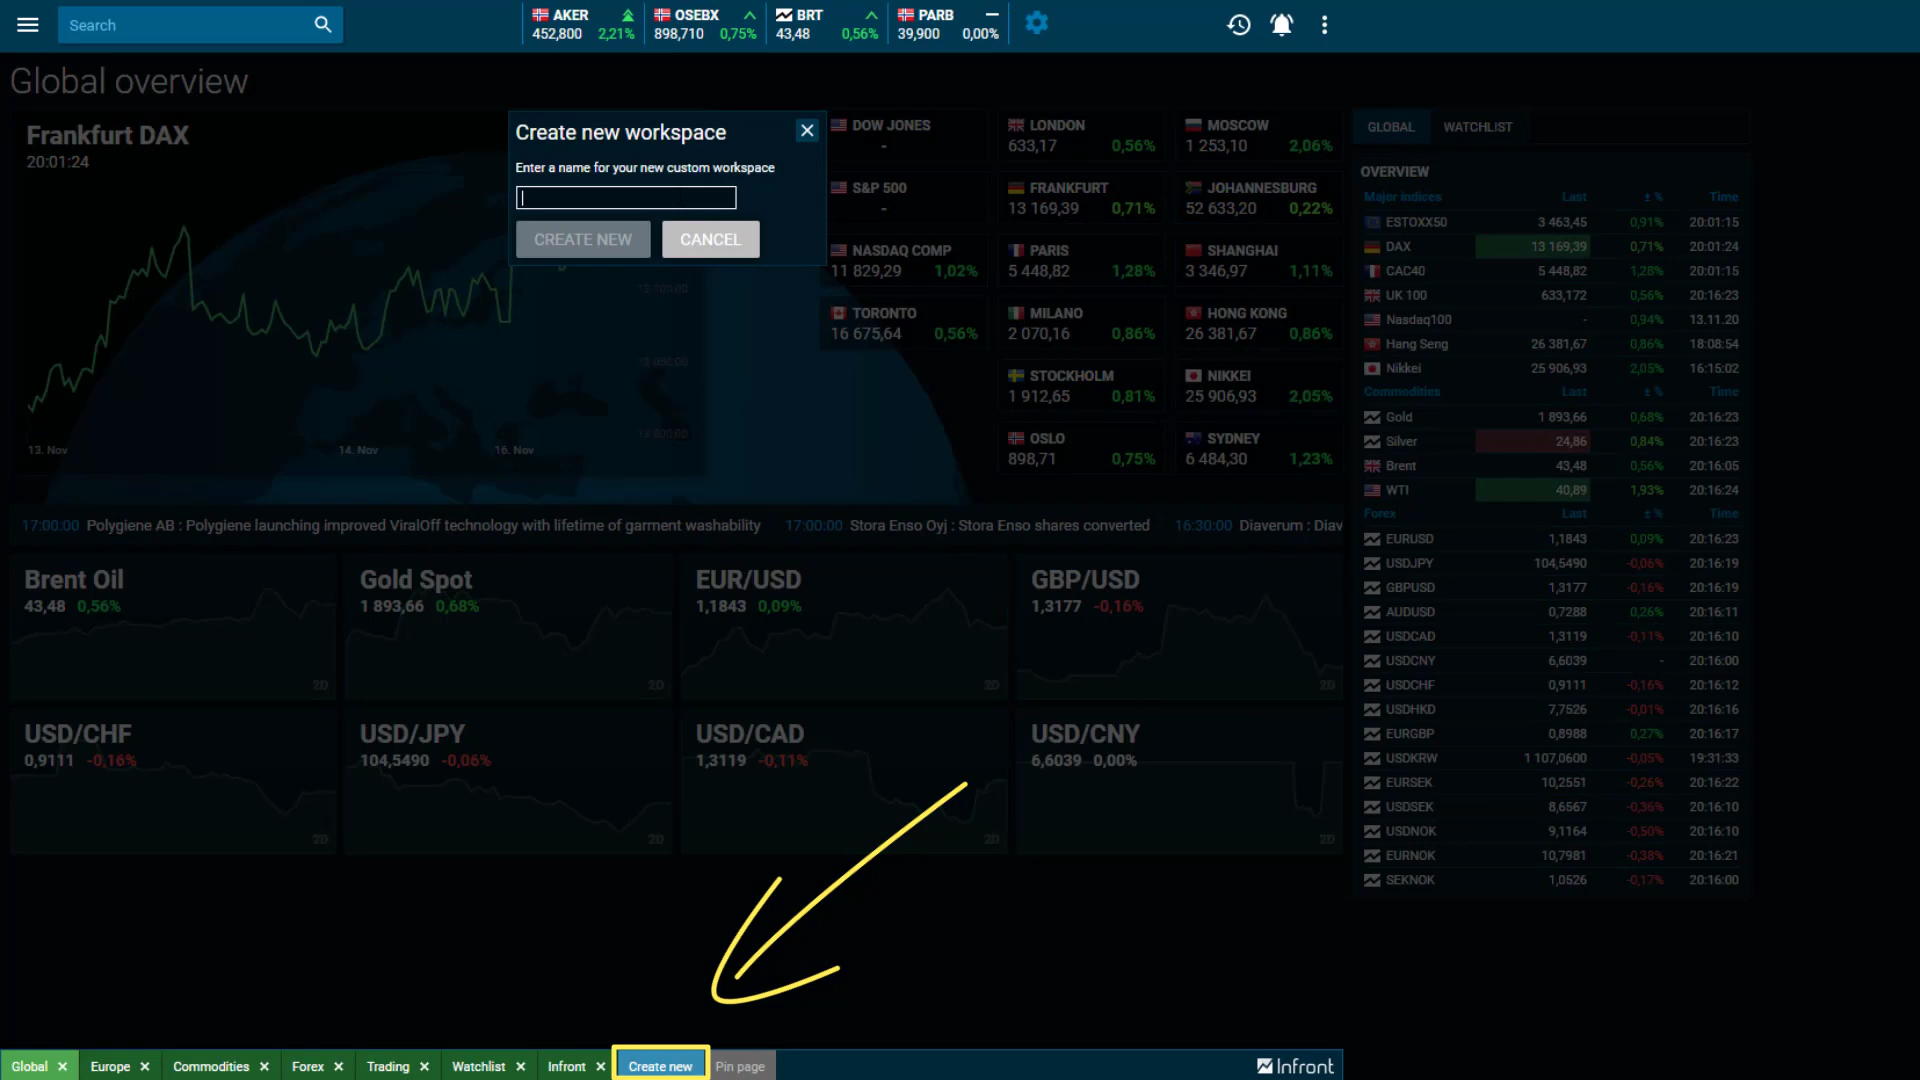 Search
AKER
452,800 2,21%
OSEBX
898,710 0,75%
BRT
43,48 0,56%
PARB
39,900 0,00%
Global overview
Frankfurt DAX
20:01:24
13 100,00
13. Nov 14. Nov 16. Nov
Create new workspace
Enter a name for your new custom workspace
CREATE NEW CANCEL
DOW JONES
-
LONDON
633,17 0,56%
MOSCOW
1 253,10 2,06%
S&P 500
-
FRANKFURT
13 169,39 0,71%
JOHANNESBURG
52 633,20 0,22%
NASDAQ COMP
11 829,29 1,02%
PARIS
5 448,82 1,28%
SHANGHAI
3 346,97 1,11%
TORONTO
16 675,64 0,56%
MILANO
2 070,16 0,86%
HONG KONG
26 381,67 0,86%
STOCKHOLM
1 912,65 0,81%
NIKKEI
25 906,93 2,05%
OSLO
898,71 0,75%
SYDNEY
6 484,30 1,23%
GLOBAL WATCHLIST
OVERVIEW
Major indices Last ± % Time
ESTOXX50 3 463,45 0,91% 20:01:15
DAX 13 169,39 0,71% 20:01:24
CAC40 5 448,82 1,28% 20:01:15
UK 100 633,172 0,56% 20:16:23
Nasdaq100 - 0,94% 13.11.20
Hang Seng 26 381,67 0,86% 18:08:54
Nikkei 25 906,93 2,05% 16:15:02
Commodities Last ± % Time
Gold 1 893,66 0,68% 20:16:23
Silver 24,86 0,84% 20:16:23
Brent 43,48 0,56% 20:16:05
WTI 40,89 1,93% 20:16:24
Forex Last ± % Time
EURUSD 1,1843 0,09% 20:16:23
USDJPY 104,5490 -0,06% 20:16:19
GBPUSD 1,3177 -0,16% 20:16:19
AUDUSD 0,7288 0,26% 20:16:11
USDCAD 1,3119 -0,11% 20:16:10
USDCNY 6,6039 - 20:16:00
USDCHF 0,9111 -0,16% 20:16:12
USDHKD 7,7526 -0,01% 20:16:16
EURGBP 0,8988 0,27% 20:16:17
USDKRW 1 107,0600 -0,05% 19:31:33
EURSEK 10,2551 -0,26% 20:16:22
USDSEK 8,6567 -0,36% 20:16:10
USDNOK 9,1164 -0,50% 20:16:10
EURNOK 10,7981 -0,38% 20:16:21
SEKNOK 1,0526 -0,17% 20:16:00
17:00:00 Polygiene AB : Polygiene launching improved ViralOff technology with lifetime of garment washability 17:00:00 Stora Enso Oyj : Stora Enso shares converted 16:30:00 Diaverum : Diav
Brent Oil
43,48 0,56%
2D
Gold Spot
1 893,66 0,68%
2D
EUR/USD
1,1843 0,09%
2D
GBP/USD
1,3177 -0,16%
2D
USD/CHF
0,9111 -0,16%
2D
USD/JPY
104,5490 -0,06%
2D
USD/CAD
1,3119 -0,11%
2D
USD/CNY
6,6039 0,00%
2D
Global Europe Commodities Forex Trading Watchlist Infront Create new Pin page
Infront